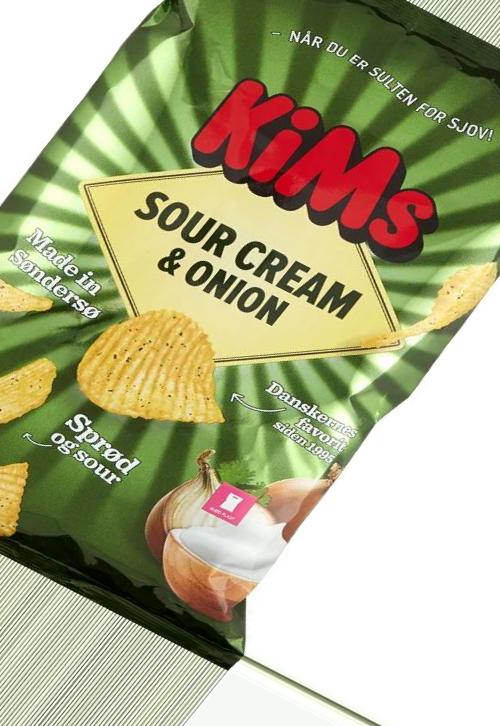 – NÅR DU ER SULTEN FOR SJOV!
KiMs
SOUR CREAM
& ONION
Made in
Søndersø
Danskernes
favorit
siden 1995
Sprød
og sour